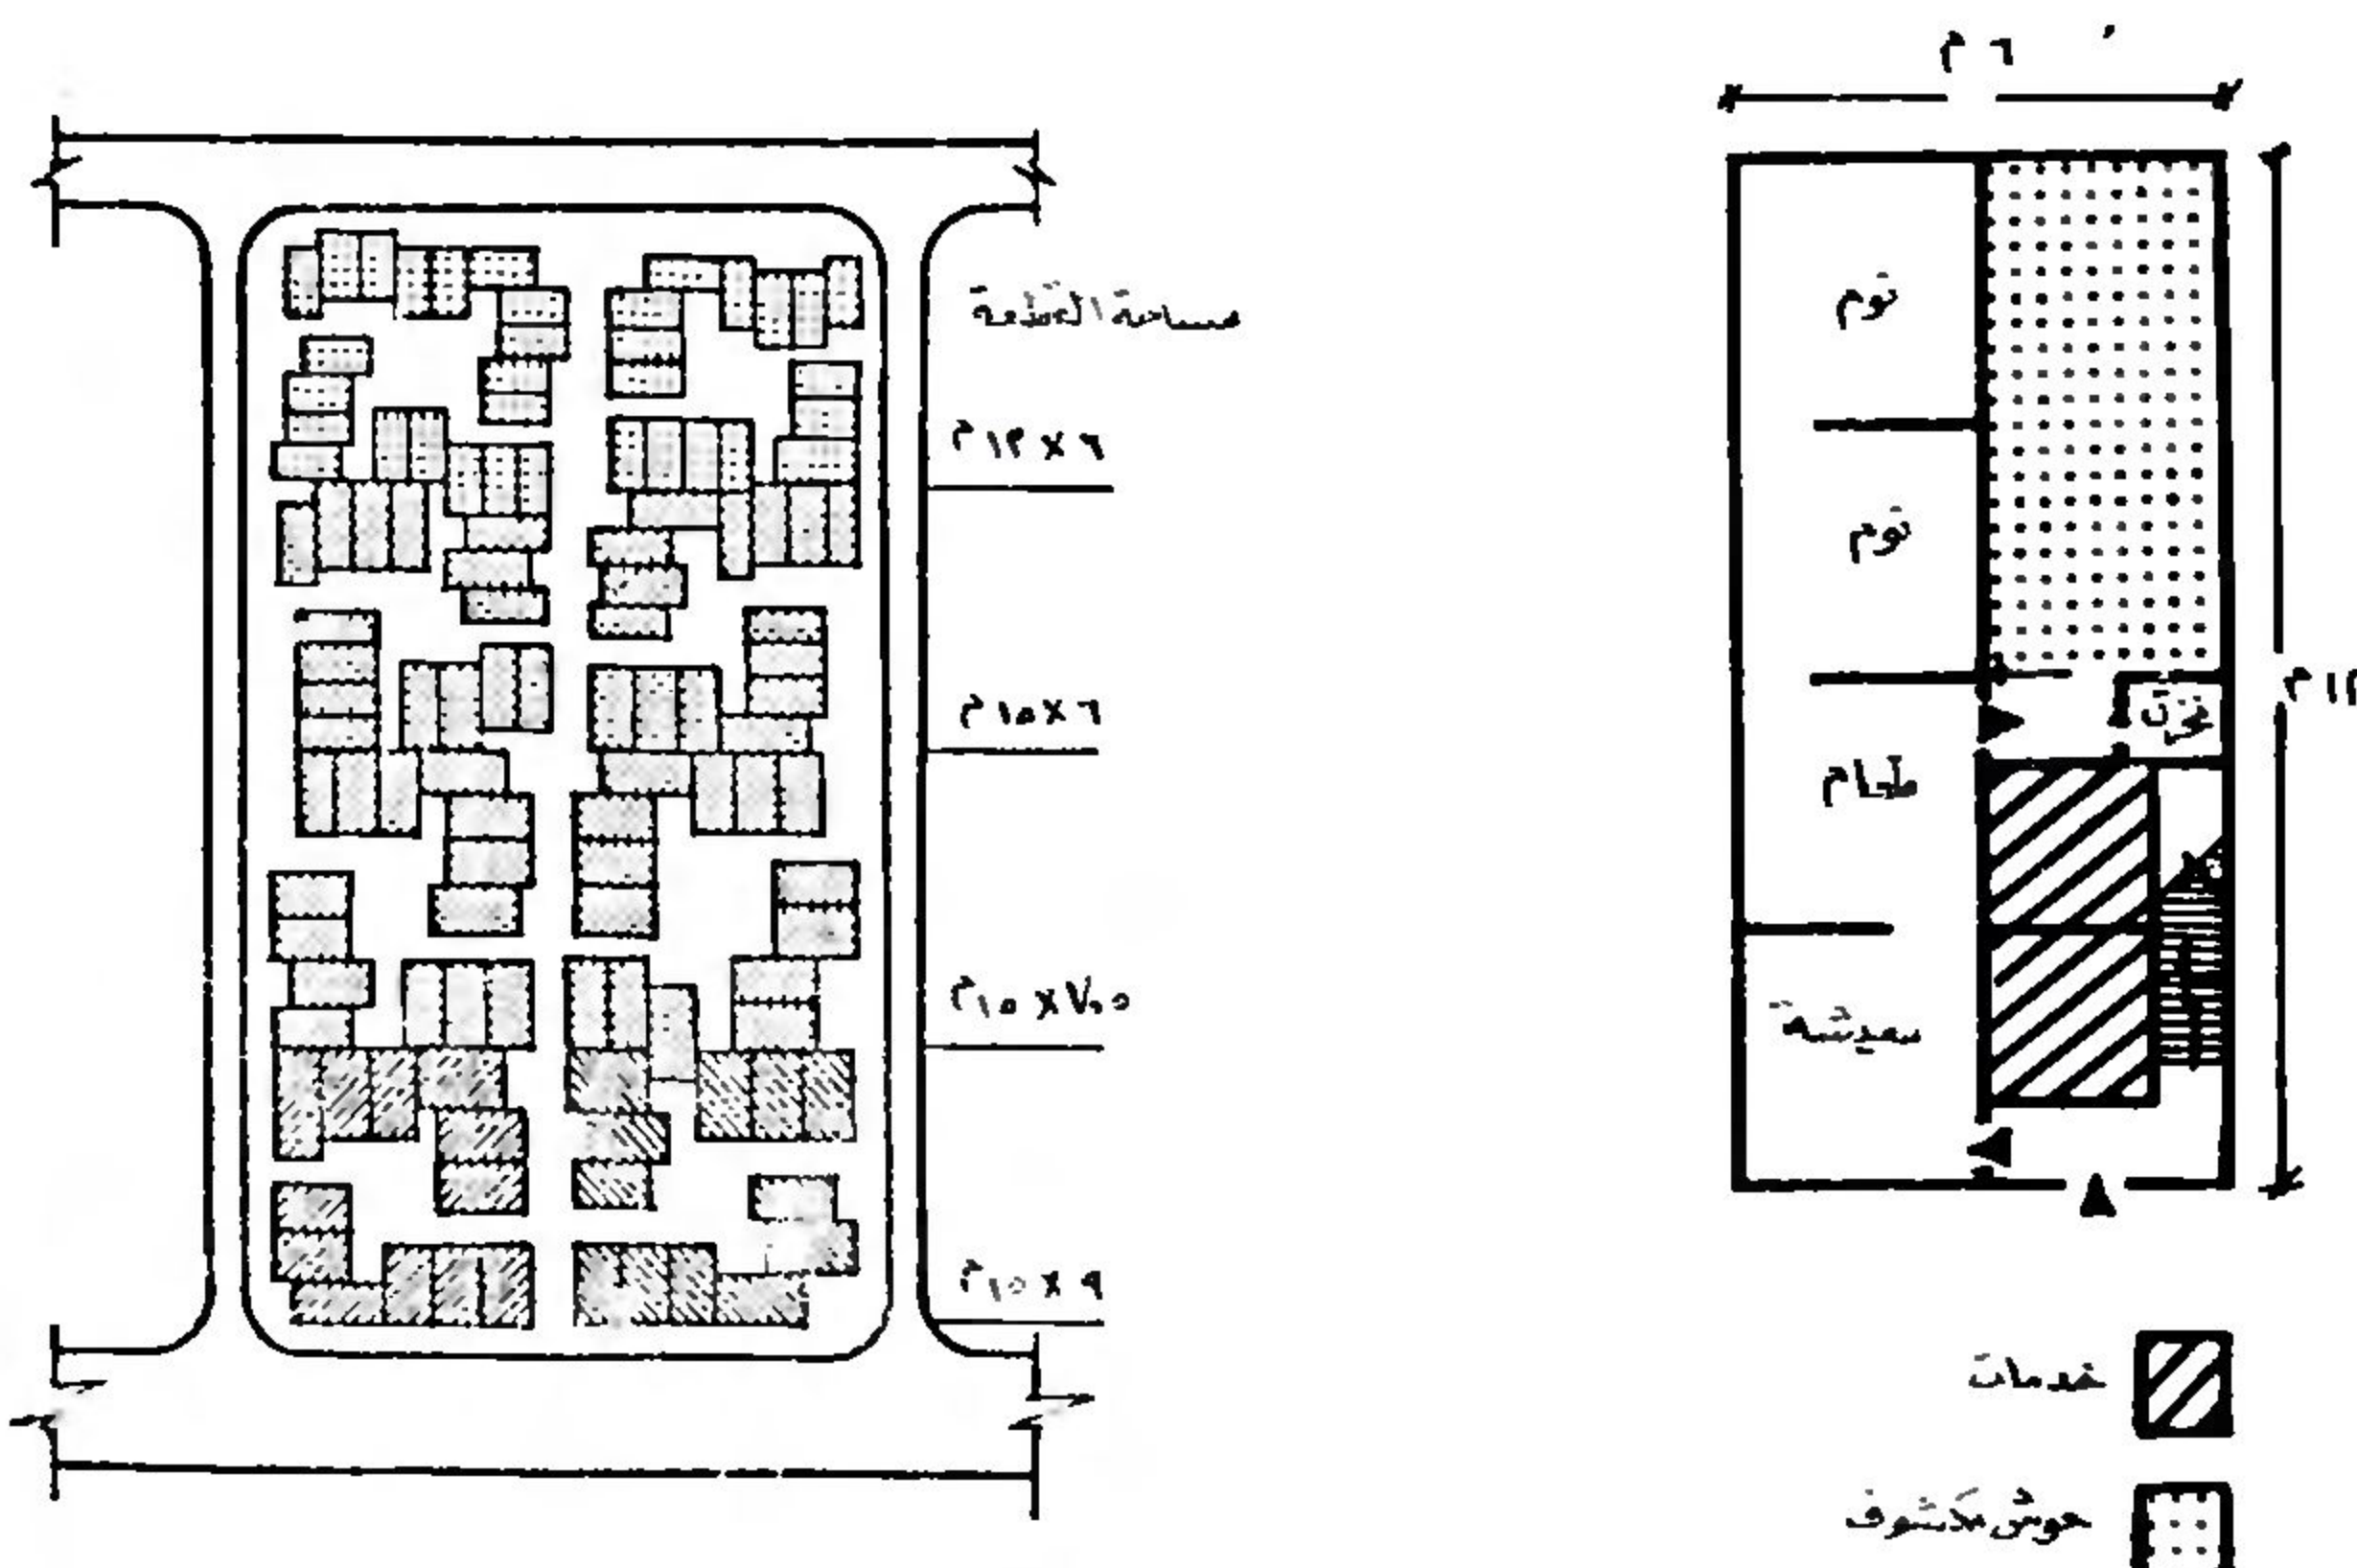 مساحة القطعة
٦ × ١٢ م
٦ × ١٥ م
٧.٥ × ١٥ م
٩ × ١٥ م
٦ م
نوم
نوم
مخزن
١٢ م
طعام
معيشة
خدمات
حوش مكشوف